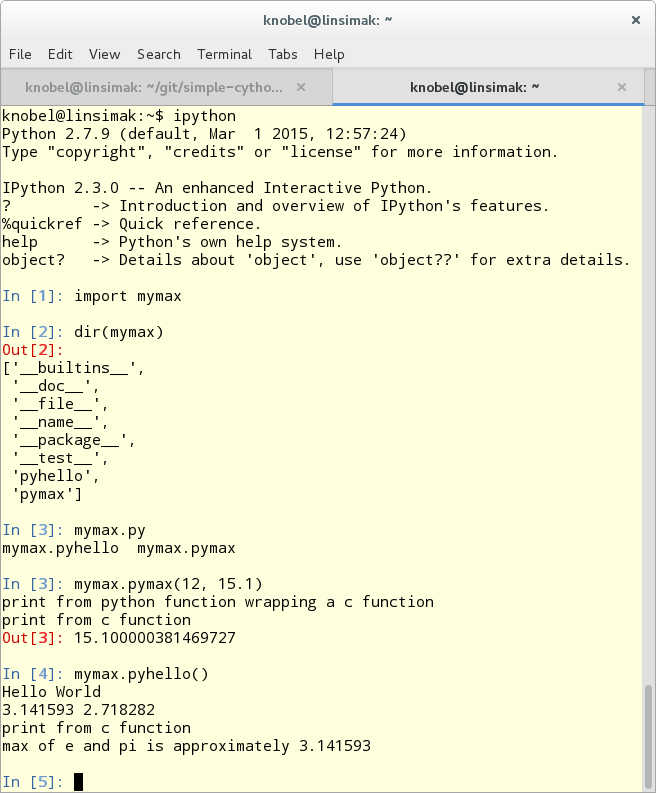 knobel@linsimak: ~
×
File Edit View Search Terminal Tabs Help
knobel@linsimak: ~/git/simple-cytho... × knobel@linsimak: ~ ×
knobel@linsimak:~$ ipython
Python 2.7.9 (default, Mar  1 2015, 12:57:24)
Type "copyright", "credits" or "license" for more information.

IPython 2.3.0 -- An enhanced Interactive Python.
?         -> Introduction and overview of IPython's features.
%quickref -> Quick reference.
help      -> Python's own help system.
object?   -> Details about 'object', use 'object??' for extra details.

In [1]: import mymax

In [2]: dir(mymax)
Out[2]:
['__builtins__',
 '__doc__',
 '__file__',
 '__name__',
 '__package__',
 '__test__',
 'pyhello',
 'pymax']

In [3]: mymax.py
mymax.pyhello  mymax.pymax

In [3]: mymax.pymax(12, 15.1)
print from python function wrapping a c function
print from c function
Out[3]: 15.100000381469727

In [4]: mymax.pyhello()
Hello World
3.141593 2.718282
print from c function
max of e and pi is approximately 3.141593

In [5]: